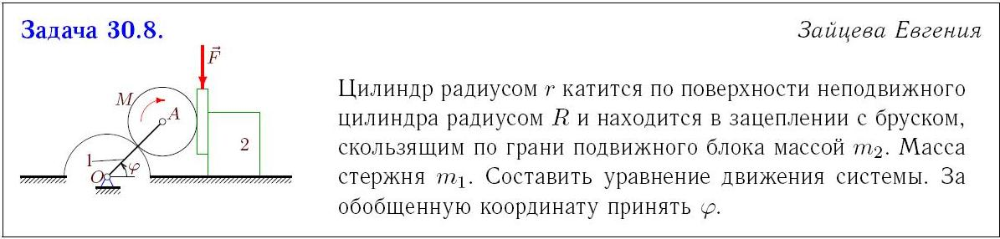 Задача 30.8.
Зайцева Евгения
F⃗
M
A
1
φ
O
2
Цилиндр радиусом r катится по поверхности неподвижного
цилиндра радиусом R и находится в зацеплении с бруском,
скользящим по грани подвижного блока массой m₂. Масса
стержня m₁. Составить уравнение движения системы. За
обобщенную координату принять φ.